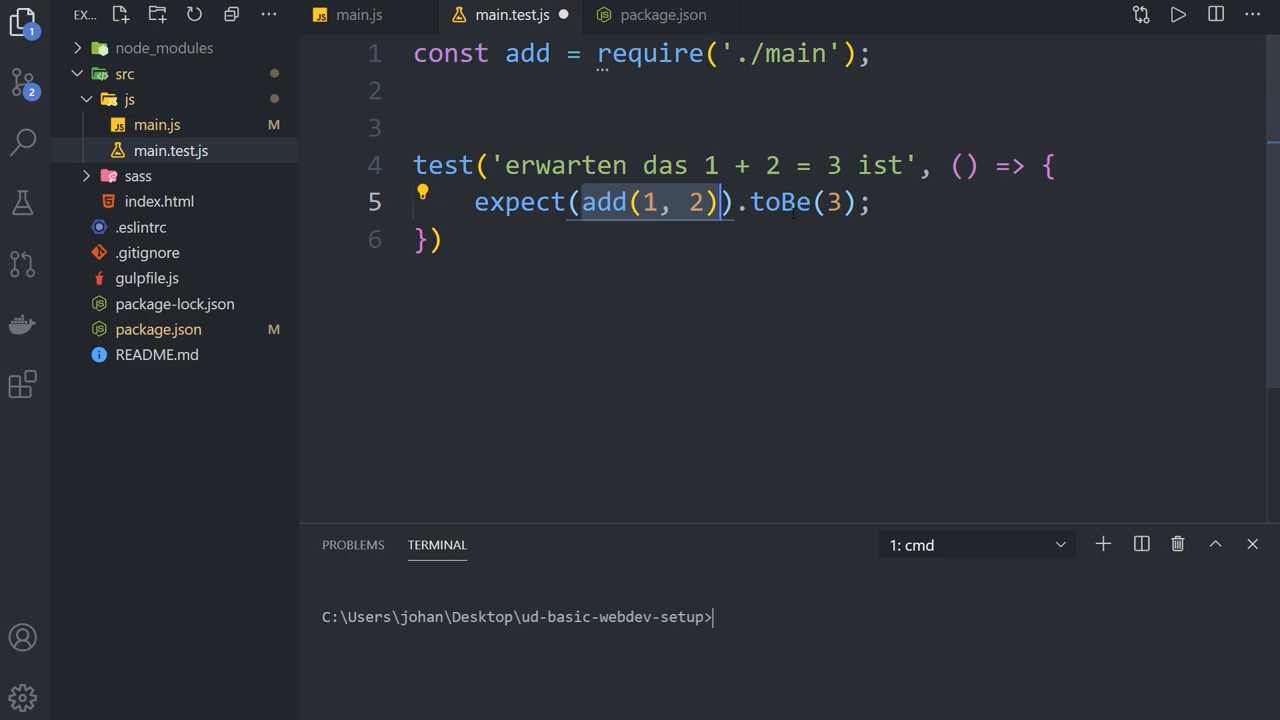 EX...
main.js
main.test.js
package.json
1
2
node_modules
src
js
main.js M
main.test.js
sass
index.html
.eslintrc
.gitignore
gulpfile.js
package-lock.json
package.json M
README.md
1 const add = require('./main');
2
3
4 test('erwarten das 1 + 2 = 3 ist', () => {
5 expect(add(1, 2)).toBe(3);
6 })
PROBLEMS TERMINAL
1: cmd
C:\Users\johan\Desktop\ud-basic-webdev-setup>